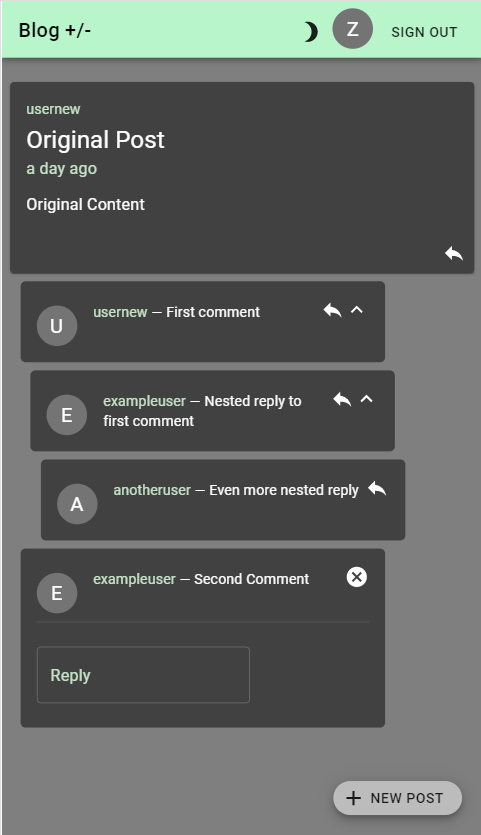 Blog +/-
Z
SIGN OUT
usernew
Original Post
a day ago
Original Content
U
usernew — First comment
E
exampleuser — Nested reply to
first comment
A
anotheruser — Even more nested reply
E
exampleuser — Second Comment
Reply
NEW POST